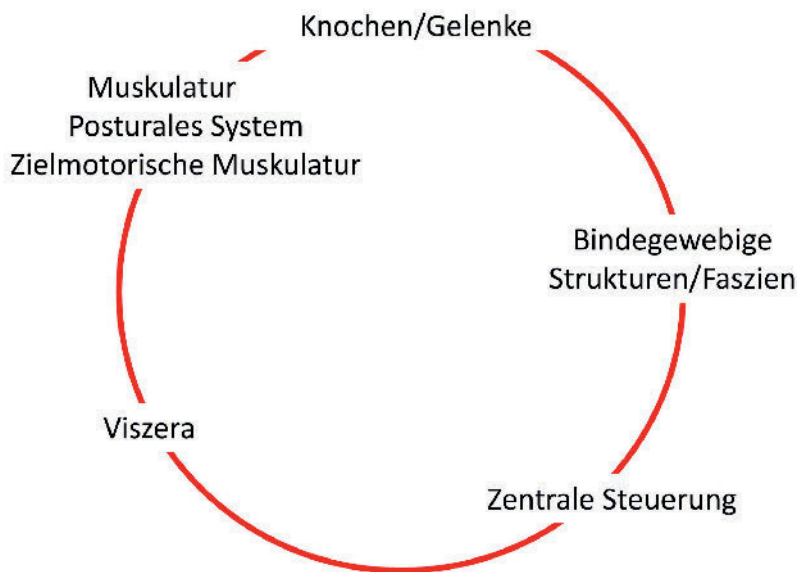 Knochen/Gelenke
Muskulatur
Posturales System
Zielmotorische Muskulatur
Bindegewebige
Strukturen/Faszien
Viszera
Zentrale Steuerung